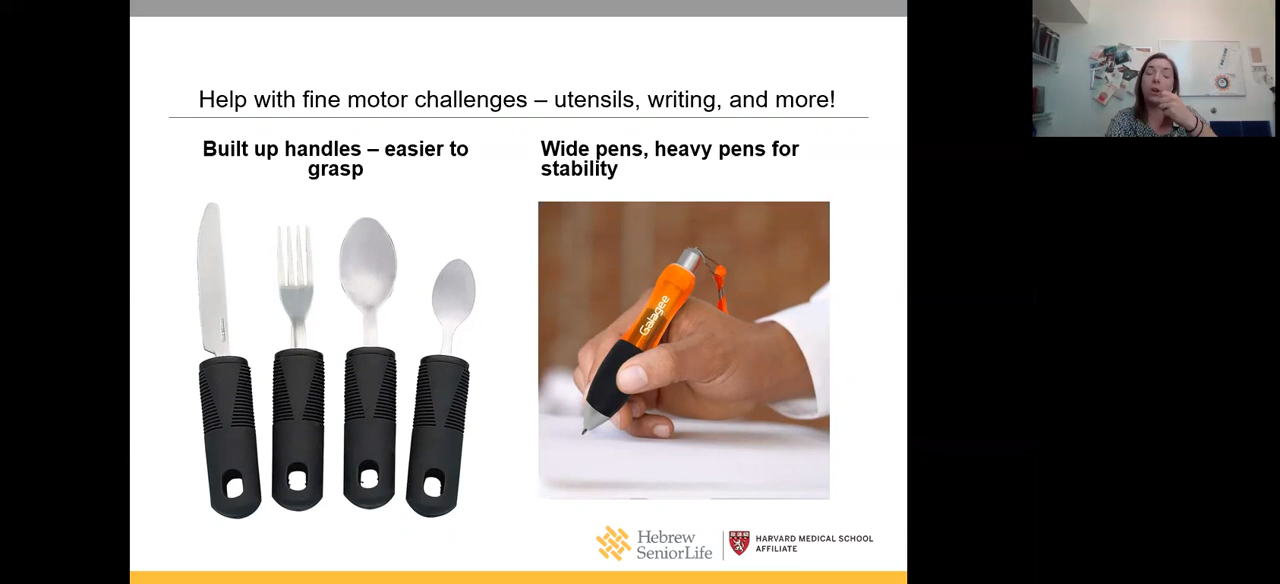 Help with fine motor challenges – utensils, writing, and more!
Built up handles – easier to
grasp
Wide pens, heavy pens for
stability
Galagee
Hebrew
SeniorLife
HARVARD MEDICAL SCHOOL
AFFILIATE